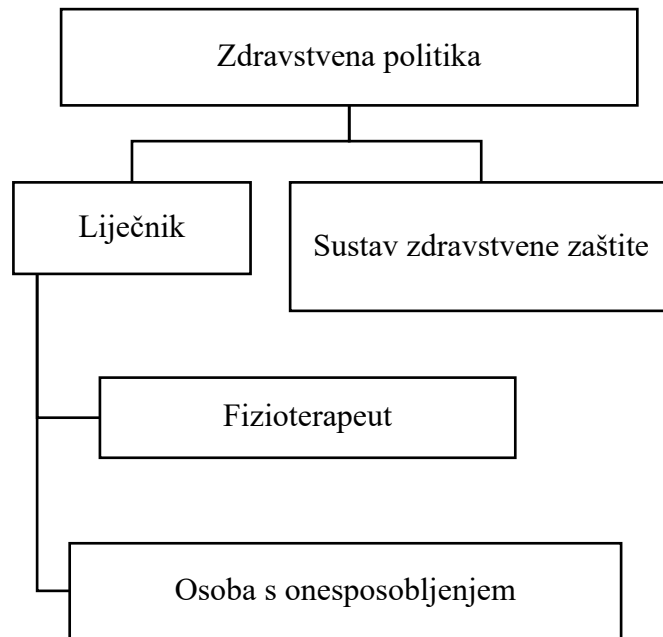 Zdravstvena politika
Liječnik
Sustav zdravstvene zaštite
Fizioterapeut
Osoba s onesposobljenjem